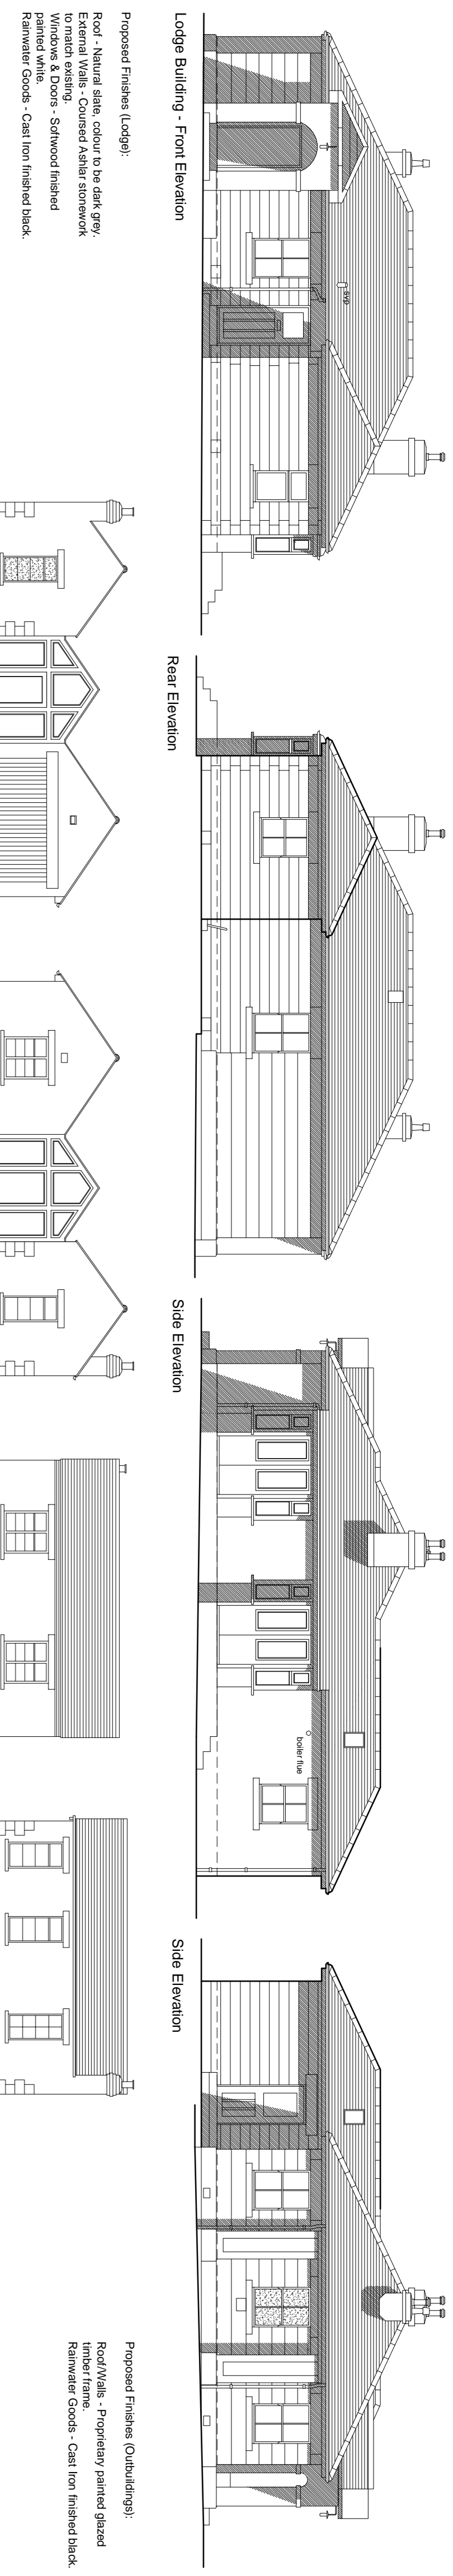 Lodge Building - Front Elevation
svp
Rear Elevation
Side Elevation
boiler flue
Side Elevation
Proposed Finishes (Lodge):
Roof - Natural slate, colour to be dark grey.
External Walls - Coursed Ashlar stonework
to match existing.
Windows & Doors - Softwood finished
painted white.
Rainwater Goods - Cast Iron finished black.
Proposed Finishes (Outbuildings):
Roof/Walls - Proprietary painted glazed
timber frame.
Rainwater Goods - Cast Iron finished black.